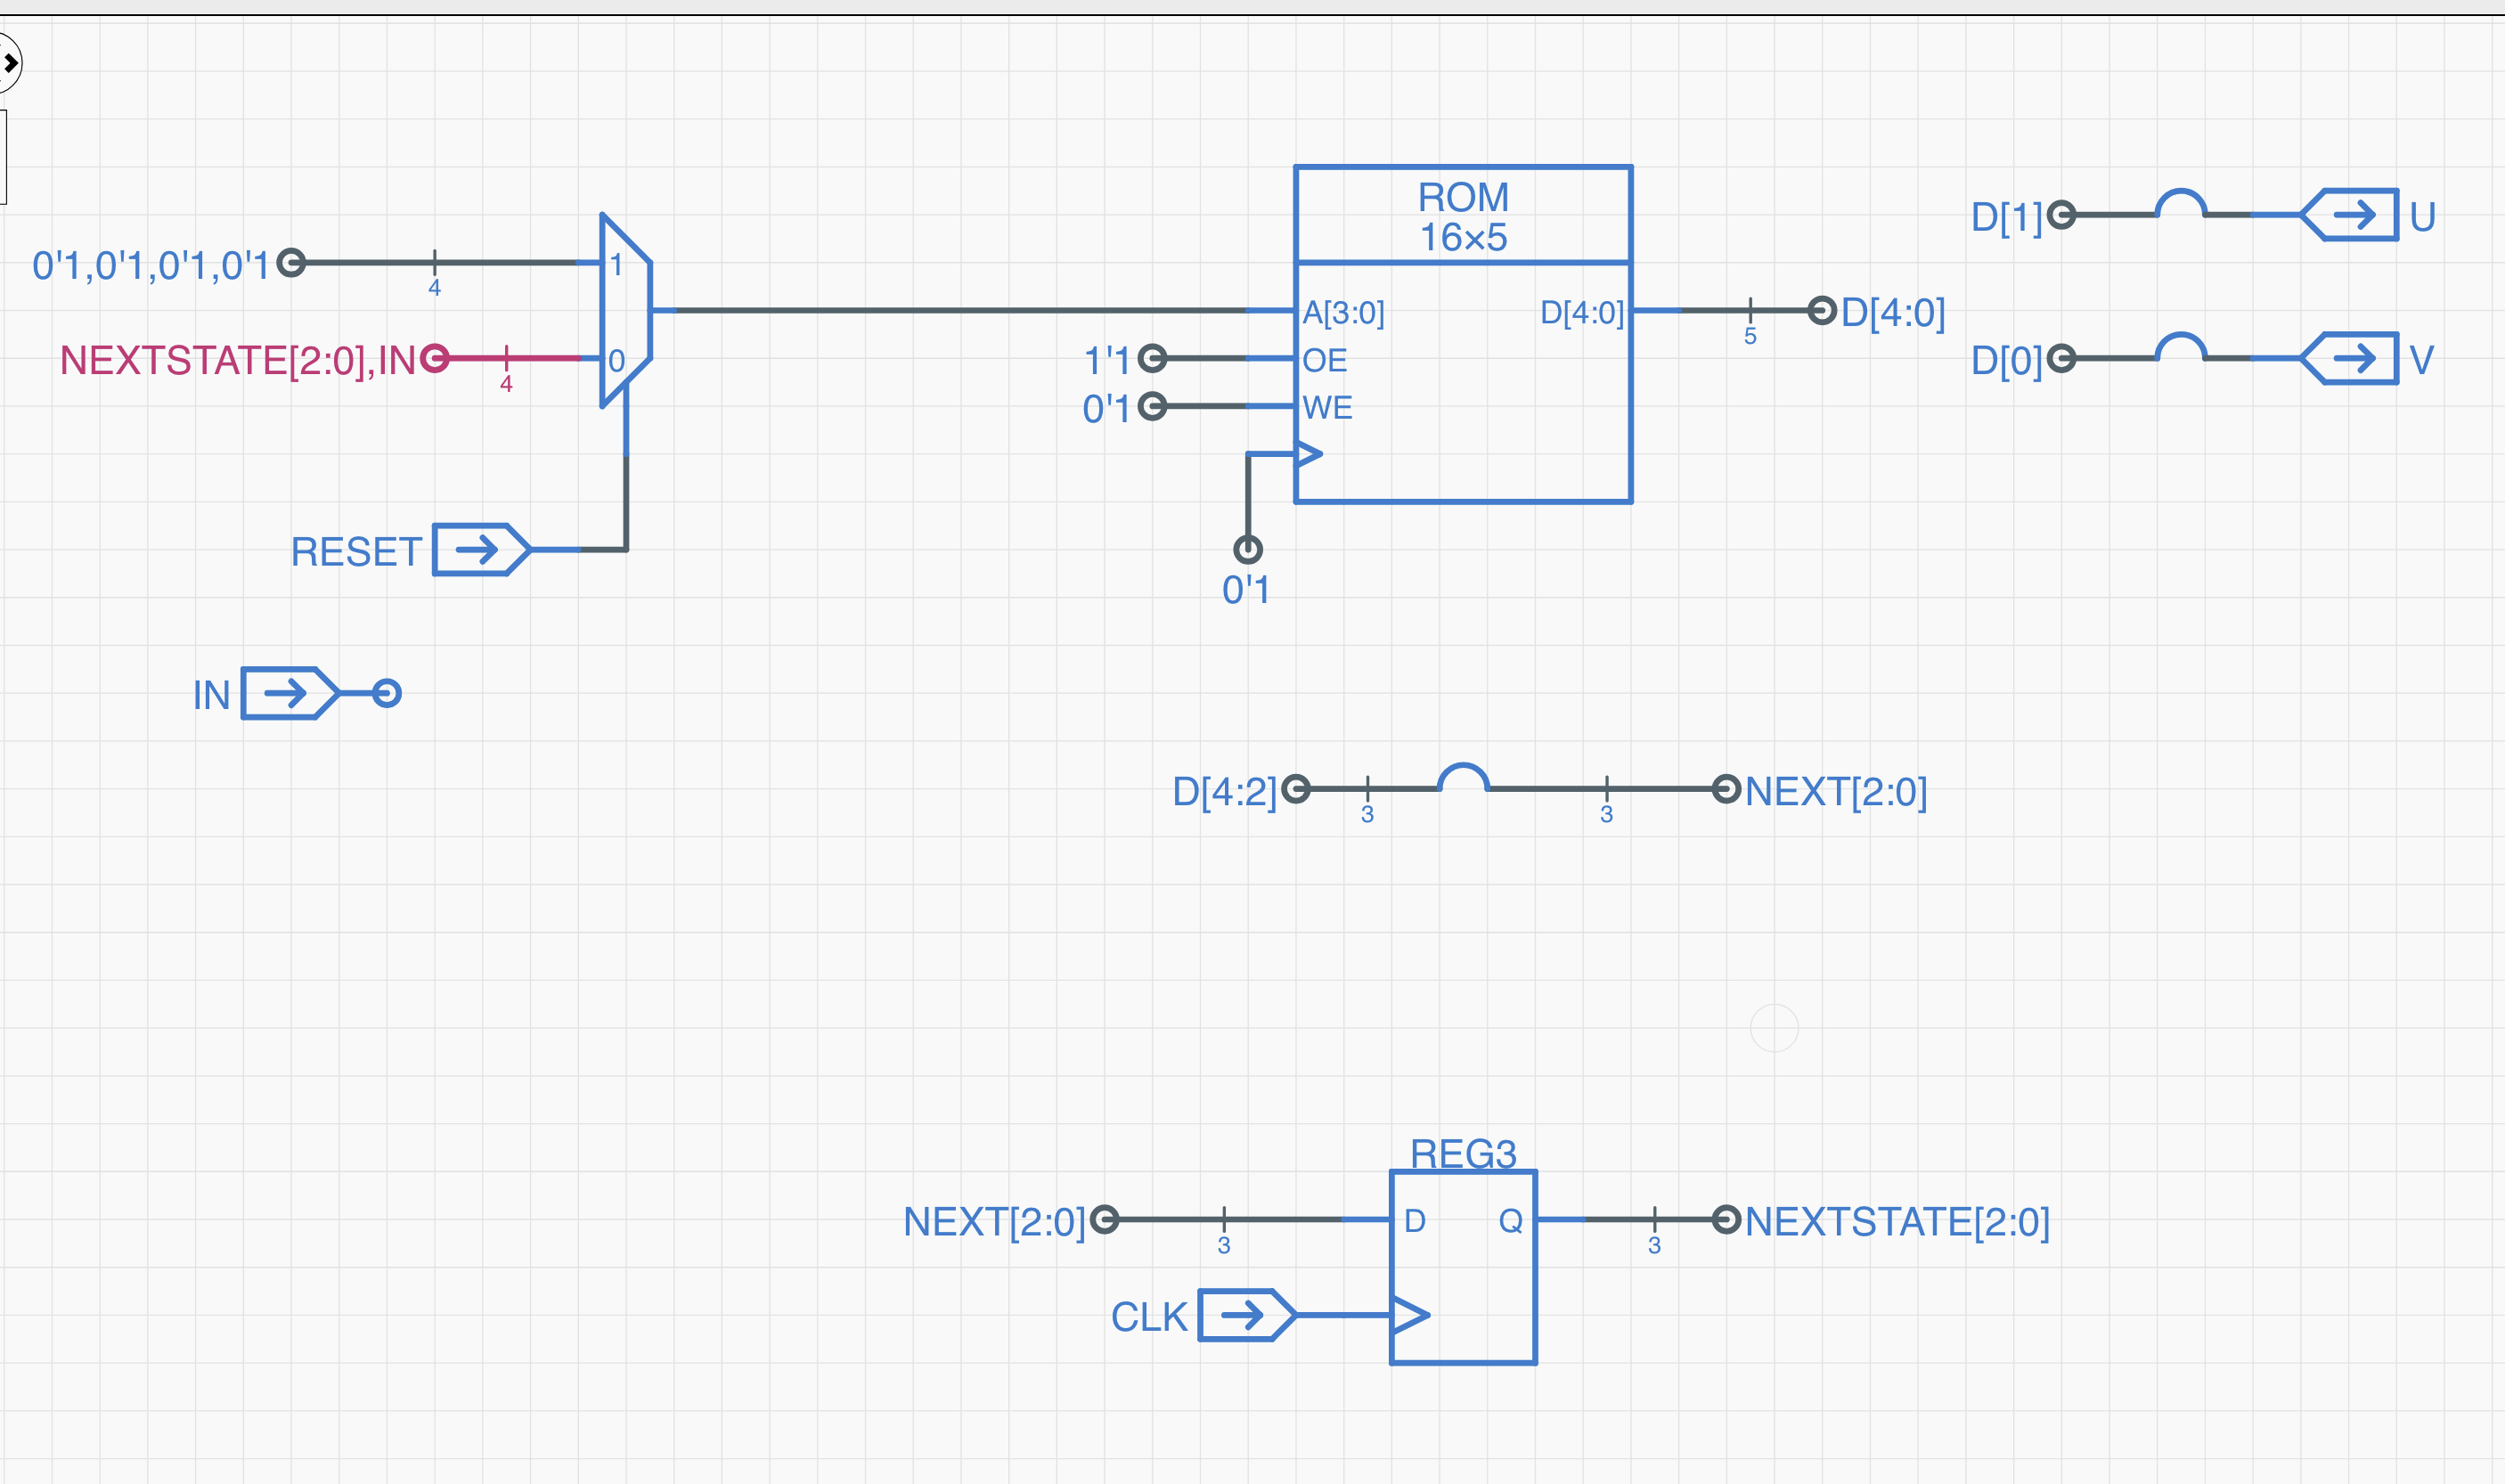 ROM
16×5
D[1]
U
0'1,0'1,0'1,0'1
1
4
A[3:0]
D[4:0]
D[4:0]
5
NEXTSTATE[2:0],IN
0
4
1'1
OE
D[0]
V
0'1
WE
RESET
0'1
IN
D[4:2]
3
3
NEXT[2:0]
REG3
NEXT[2:0]
3
D
Q
3
NEXTSTATE[2:0]
CLK